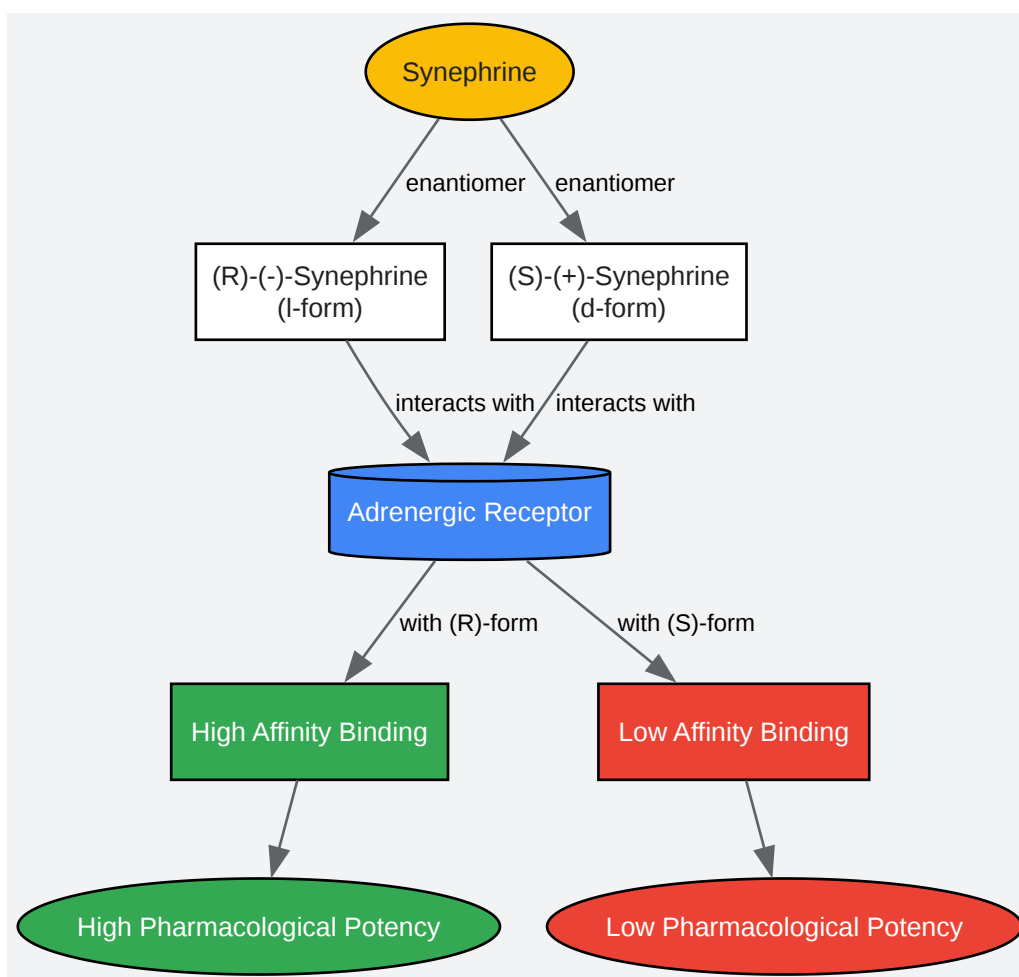 Synephrine
enantiomer
enantiomer
(R)-(-)-Synephrine
(l-form)
(S)-(+)-Synephrine
(d-form)
interacts with
interacts with
Adrenergic Receptor
with (R)-form
with (S)-form
High Affinity Binding
Low Affinity Binding
High Pharmacological Potency
Low Pharmacological Potency